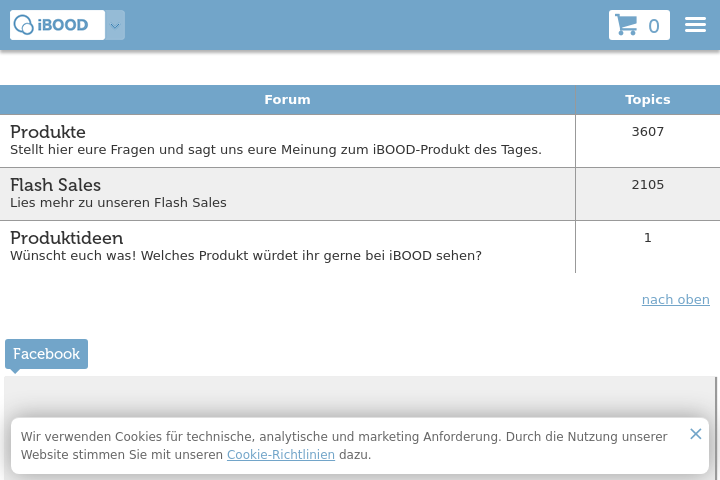 iBOOD
0
Forum Topics
Produkte 3607
Stellt hier eure Fragen und sagt uns eure Meinung zum iBOOD-Produkt des Tages.
Flash Sales 2105
Lies mehr zu unseren Flash Sales
Produktideen 1
Wünscht euch was! Welches Produkt würdet ihr gerne bei iBOOD sehen?
nach oben
Facebook
Wir verwenden Cookies für technische, analytische und marketing Anforderung. Durch die Nutzung unserer
Website stimmen Sie mit unseren Cookie-Richtlinien dazu.